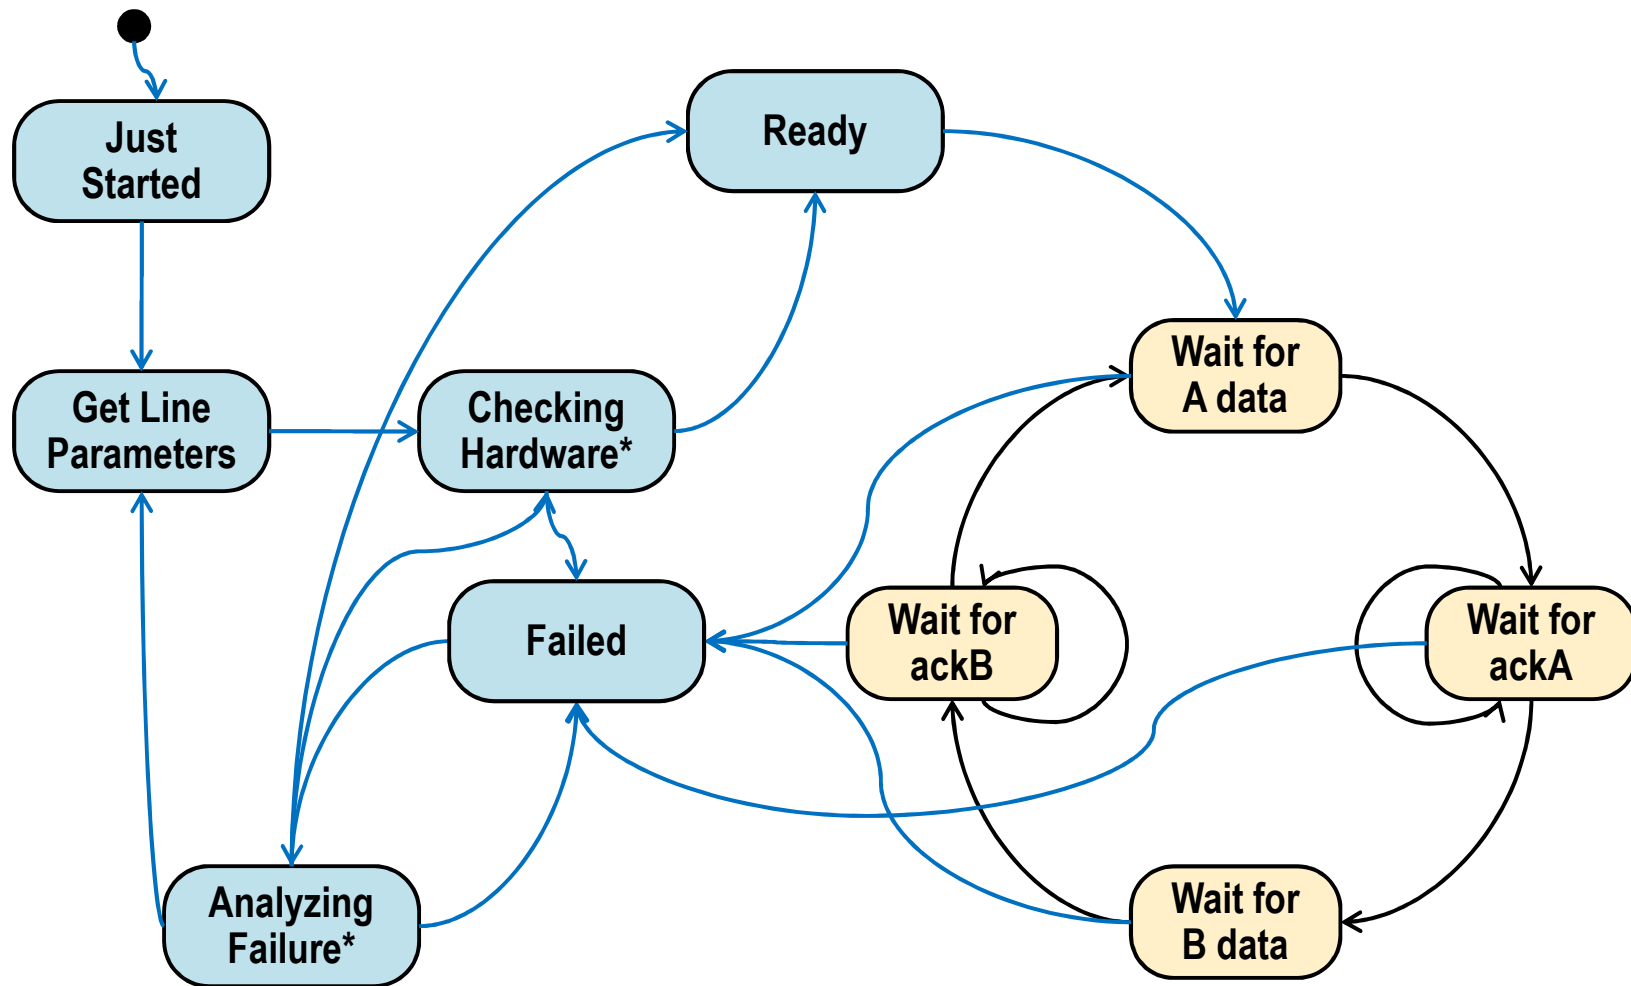 Just
Started
Ready
Wait for
A data
Get Line
Parameters
Checking
Hardware*
Failed
Wait for
ackB
Wait for
ackA
Analyzing
Failure*
Wait for
B data